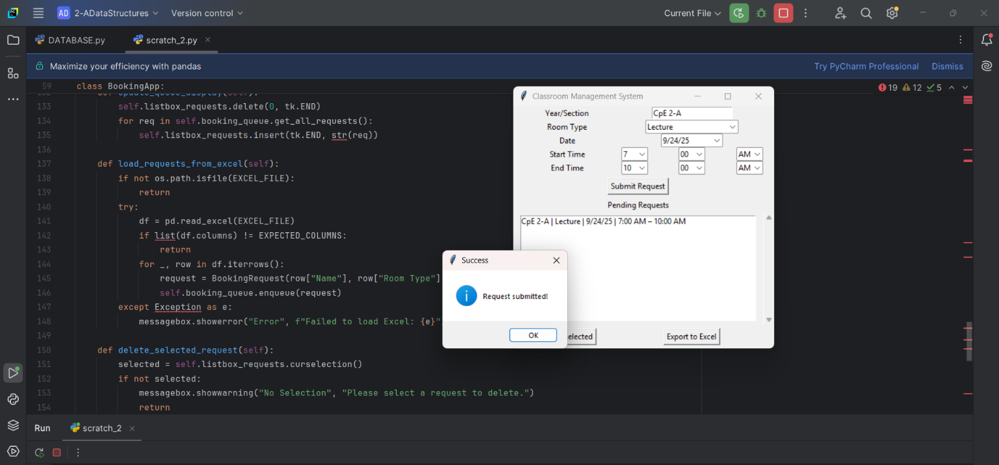 AD 2-ADataStructures Version control Current File
DATABASE.py scratch_2.py
Maximize your efficiency with pandas Try PyCharm Professional Dismiss
59 class BookingApp: 19 12 5
133 self.listbox_requests.delete(0, tk.END)
134 for req in self.booking_queue.get_all_requests():
135 self.listbox_requests.insert(tk.END, str(req))
136
137 def load_requests_from_excel(self):
138 if not os.path.isfile(EXCEL_FILE):
139 return
140 try:
141 df = pd.read_excel(EXCEL_FILE)
142 if list(df.columns) != EXPECTED_COLUMNS:
143 return
144 for _, row in df.iterrows():
145 request = BookingRequest(row["Name"], row["Room Type"]
146 self.booking_queue.enqueue(request)
147 except Exception as e:
148 messagebox.showerror("Error", f"Failed to load Excel: {e}"
149
150 def delete_selected_request(self):
151 selected = self.listbox_requests.curselection()
152 if not selected:
153 messagebox.showwarning("No Selection", "Please select a request to delete.")
154 return
Classroom Management System
Year/Section CpE 2-A
Room Type Lecture
Date 9/24/25
Start Time 7 00 AM
End Time 10 00 AM
Submit Request
Pending Requests
CpE 2-A | Lecture | 9/24/25 | 7:00 AM – 10:00 AM
elected Export to Excel
Success
Request submitted!
OK
Run scratch_2